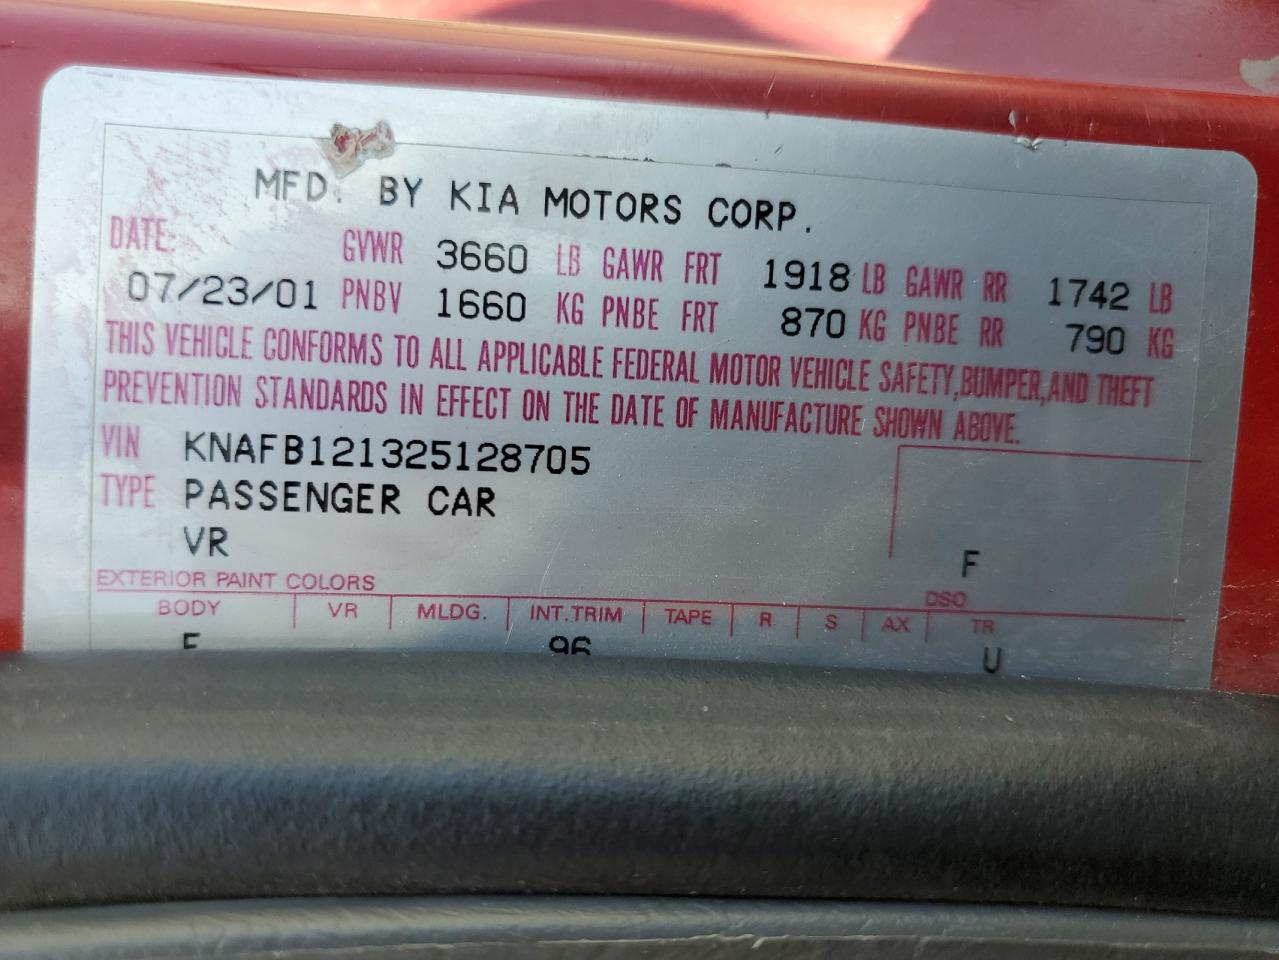 MFD. BY KIA MOTORS CORP.
DATE: GVWR 3660 LB GAWR FRT 1918 LB GAWR RR 1742 LB
07/23/01 PNBV 1660 KG PNBE FRT 870 KG PNBE RR 790 KG
THIS VEHICLE CONFORMS TO ALL APPLICABLE FEDERAL MOTOR VEHICLE SAFETY,BUMPER,AND THEFT
PREVENTION STANDARDS IN EFFECT ON THE DATE OF MANUFACTURE SHOWN ABOVE.
VIN KNAFB121325128705
TYPE PASSENGER CAR
VR
F
EXTERIOR PAINT COLORS DSO
BODY VR MLDG. INT.TRIM TAPE R S AX TR
96 U